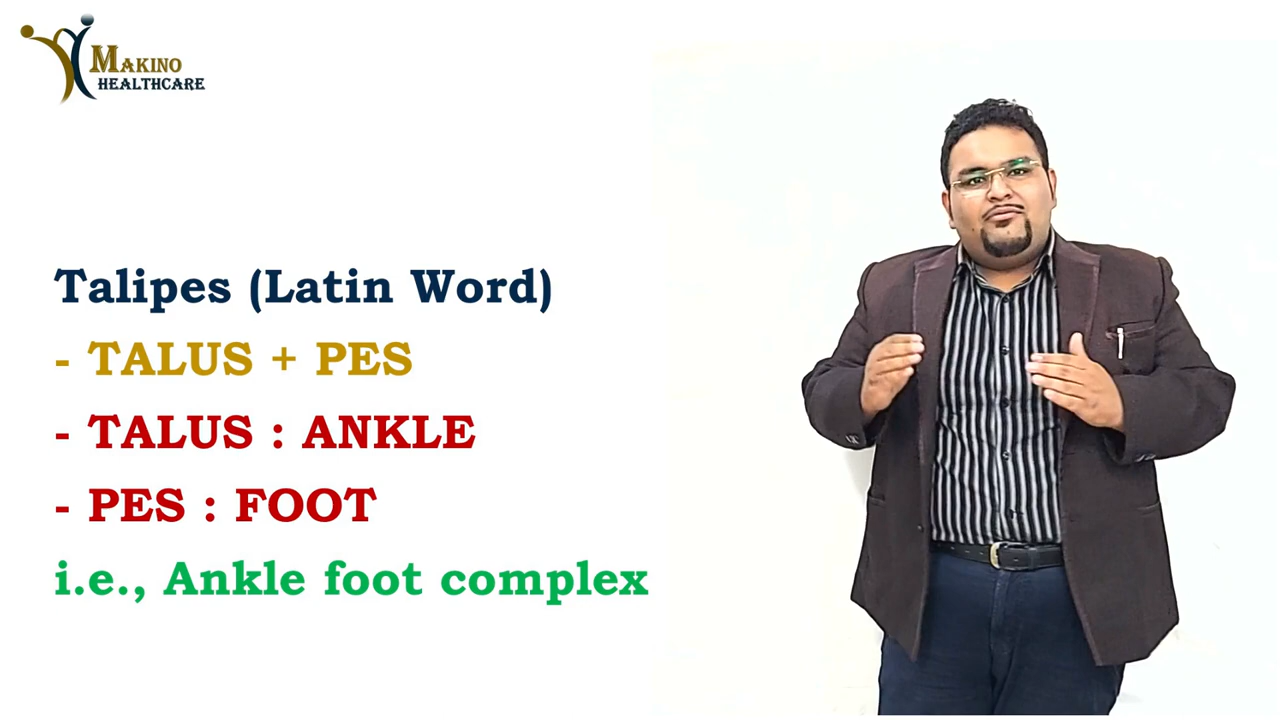 MAKINO
HEALTHCARE
Talipes (Latin Word)
- TALUS + PES
- TALUS : ANKLE
- PES : FOOT
i.e., Ankle foot complex